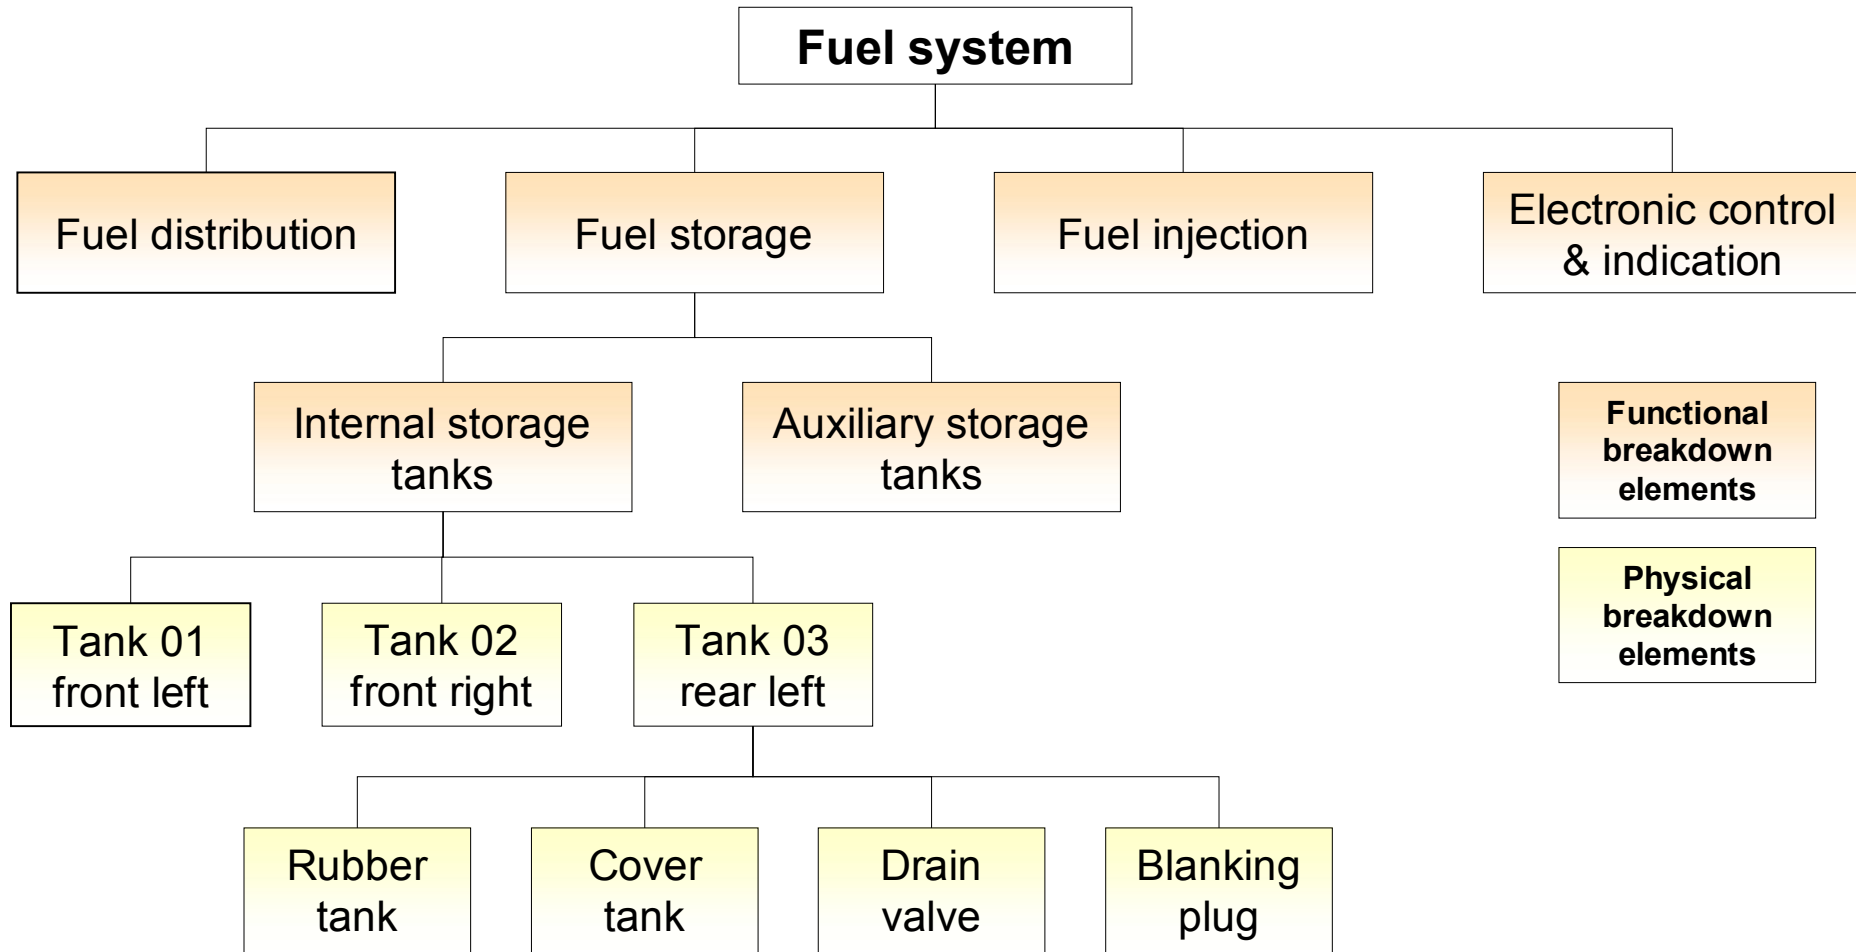 Fuel system
Fuel distribution
Fuel storage
Fuel injection
Electronic control
& indication
Internal storage
tanks
Auxiliary storage
tanks
Functional
breakdown
elements
Physical
breakdown
elements
Tank 01
front left
Tank 02
front right
Tank 03
rear left
Rubber
tank
Cover
tank
Drain
valve
Blanking
plug